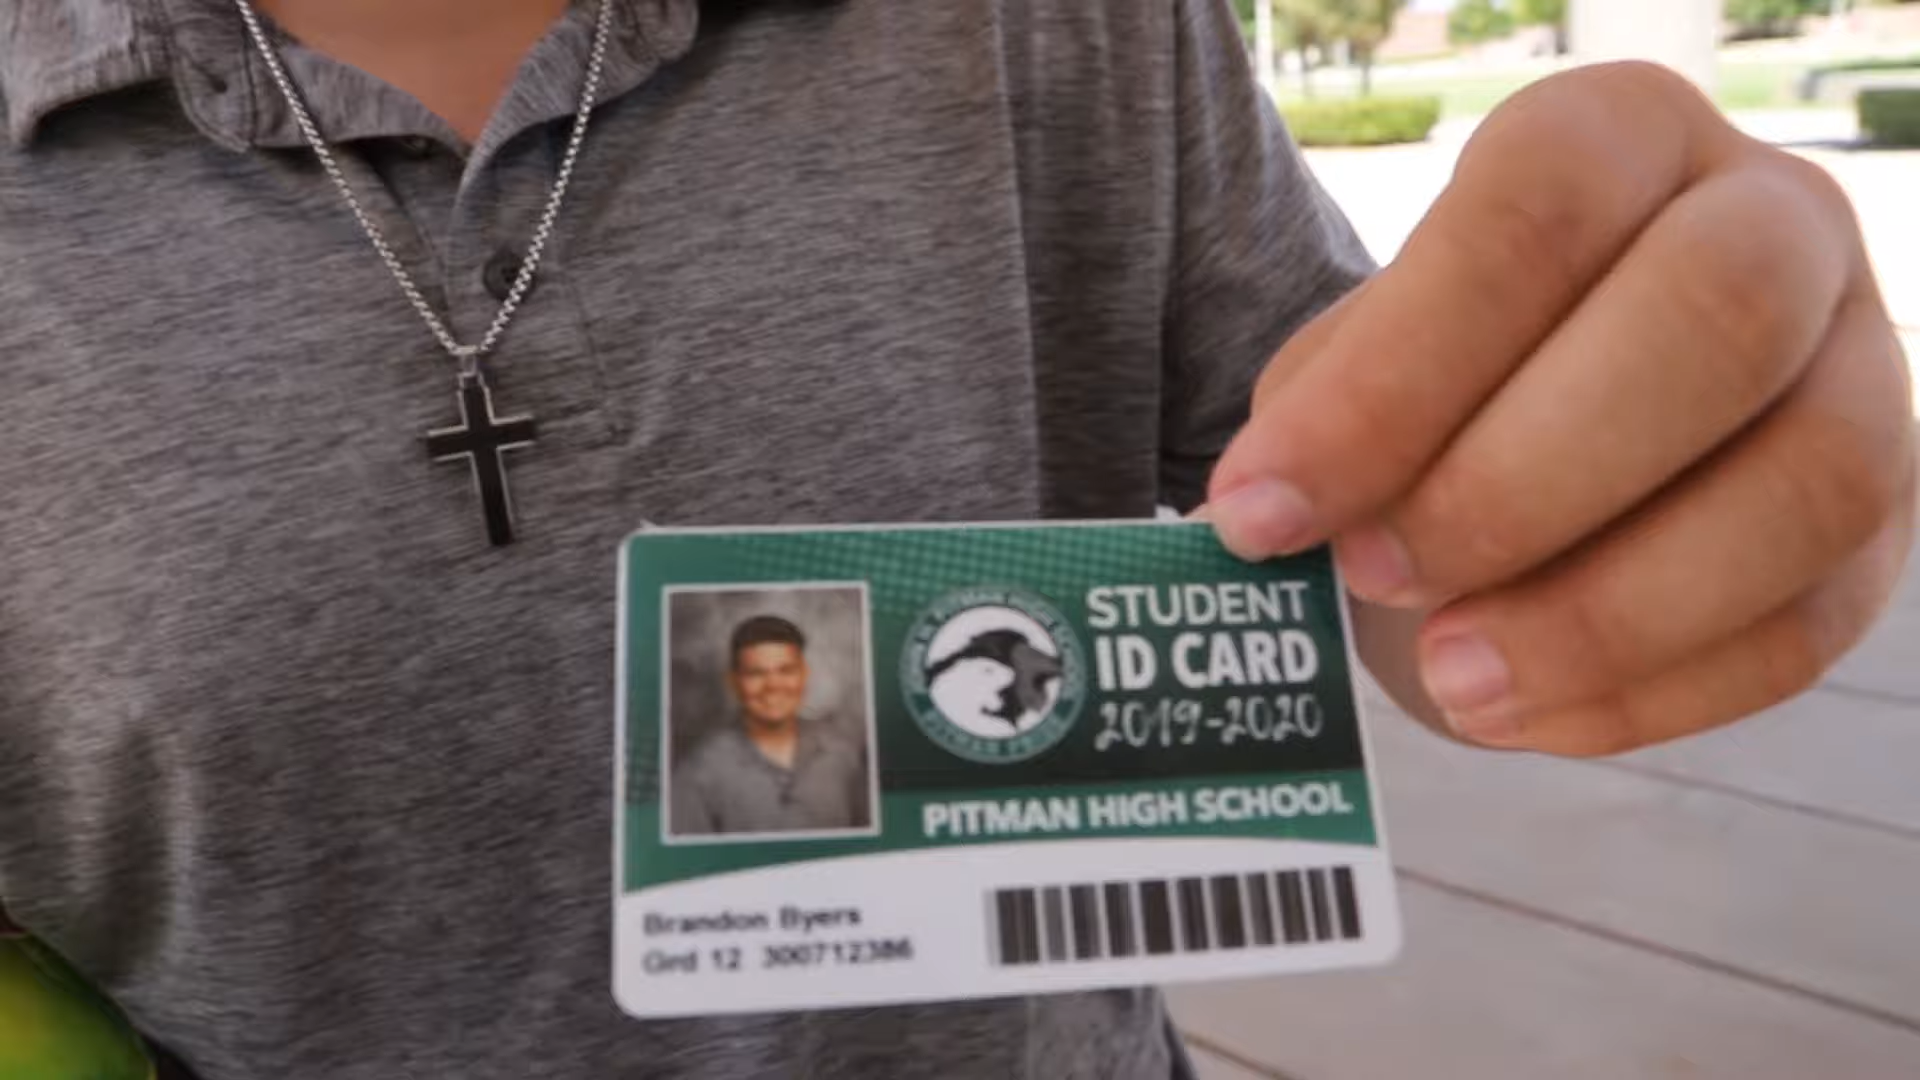 STUDENT
ID CARD
2019-2020
PITMAN HIGH SCHOOL
Brandon Byers
Grd 12 300712386